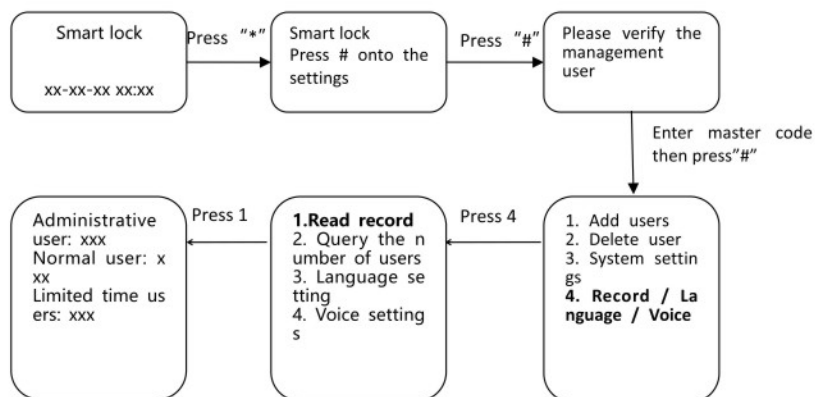 Smart lock
xx-xx-xx xx:xx
Press "*"
Smart lock
Press # onto the
settings
Press "#"
Please verify the
management
user
Enter master code
then press"#"
1. Add users
2. Delete user
3. System settin
gs
4. Record / La
nguage / Voice
Press 4
1.Read record
2. Query the n
umber of users
3. Language se
tting
4. Voice setting
s
Press 1
Administrative
user: xxx
Normal user: x
xx
Limited time us
ers: xxx